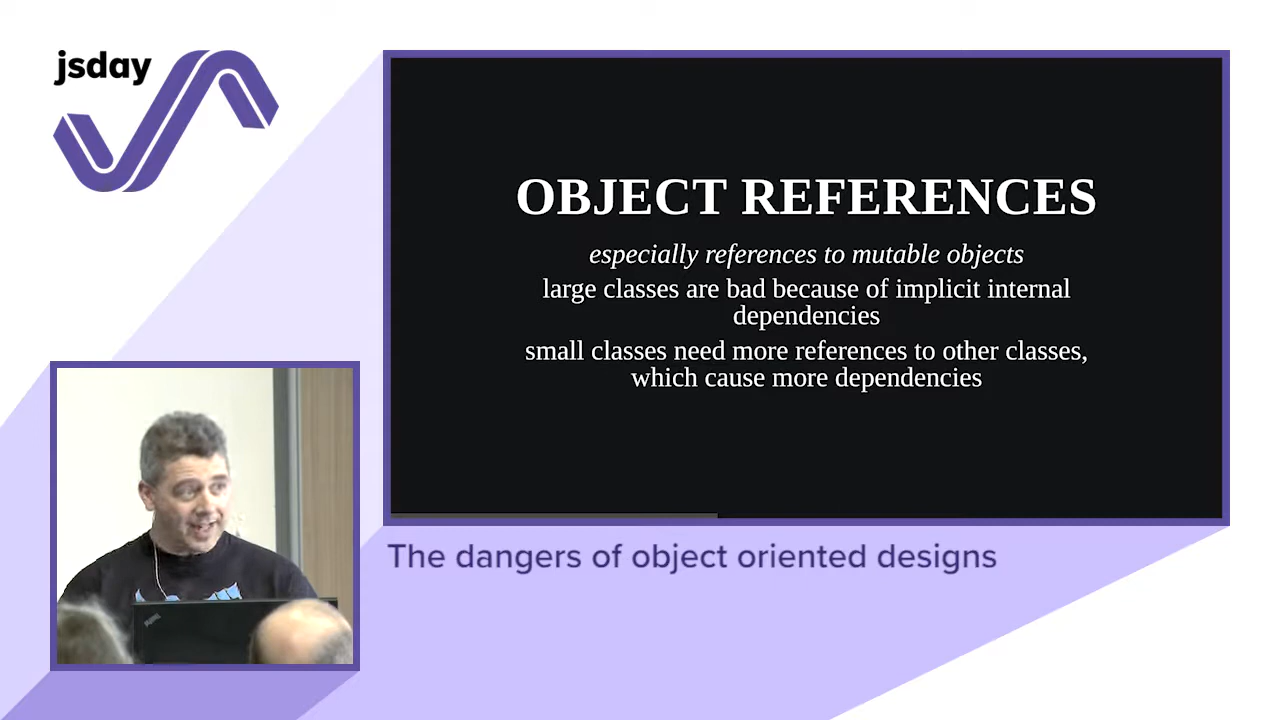 jsday
OBJECT REFERENCES
especially references to mutable objects
large classes are bad because of implicit internal
dependencies
small classes need more references to other classes,
which cause more dependencies
The dangers of object oriented designs